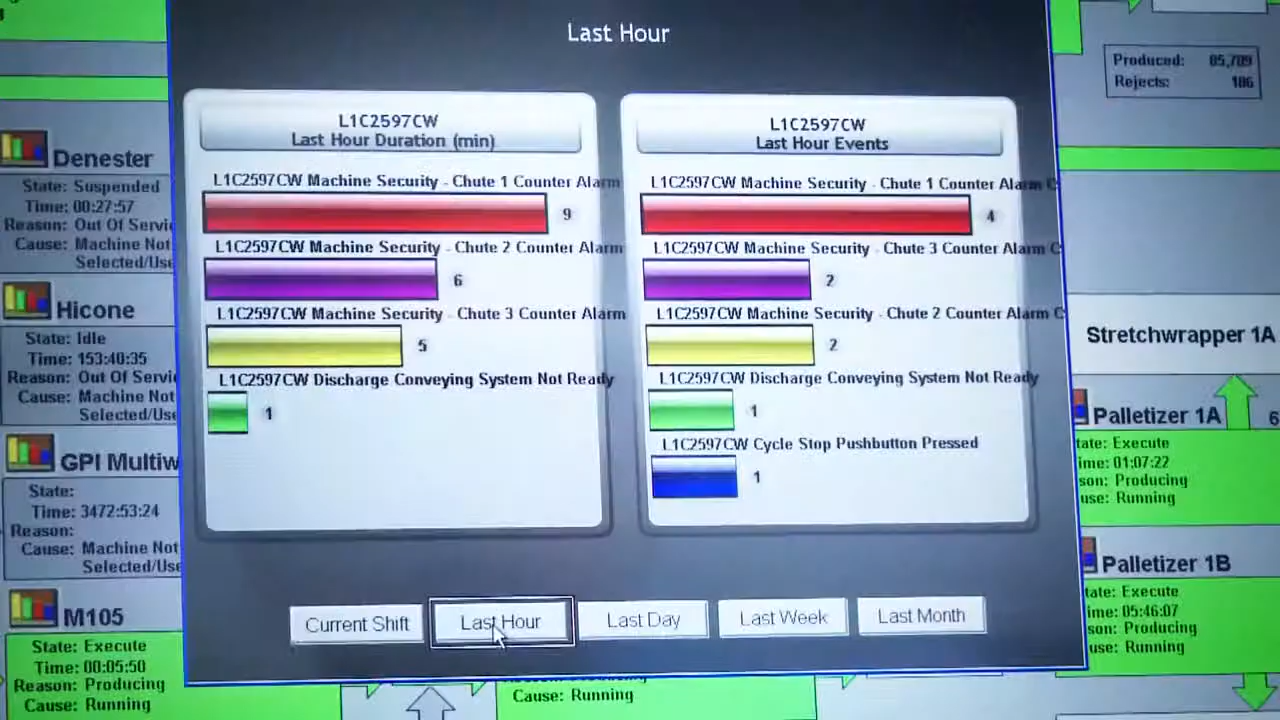 Last Hour
L1C2597CW
Last Hour Duration (min)
L1C2597CW Machine Security - Chute 1 Counter Alarm
9
L1C2597CW Machine Security - Chute 2 Counter Alarm
6
L1C2597CW Machine Security - Chute 3 Counter Alarm
5
L1C2597CW Discharge Conveying System Not Ready
1
L1C2597CW
Last Hour Events
L1C2597CW Machine Security - Chute 1 Counter Alarm C
4
L1C2597CW Machine Security - Chute 3 Counter Alarm C
2
L1C2597CW Machine Security - Chute 2 Counter Alarm C
2
L1C2597CW Discharge Conveying System Not Ready
1
L1C2597CW Cycle Stop Pushbutton Pressed
1
Current Shift
Last Hour
Last Day
Last Week
Last Month
Denester
State: Suspended
Time: 00:27:57
Reason: Out Of Servi
Cause: Machine Not
Selected/Use
Hicone
State: Idle
Time: 153:40:35
Reason: Out Of Servi
Cause: Machine Not
Selected/Use
GPI Multiw
State:
Time: 3472:53:24
Reason:
Cause: Machine Not
Selected/Use
M105
State: Execute
Time: 00:05:50
Reason: Producing
Cause: Running
Cause: Running
Produced: 85,789
Rejects: 186
Stretchwrapper 1A
Palletizer 1A
6
tate: Execute
ime: 01:07:22
son: Producing
use: Running
Palletizer 1B
tate: Execute
ime: 05:46:07
son: Producing
use: Running